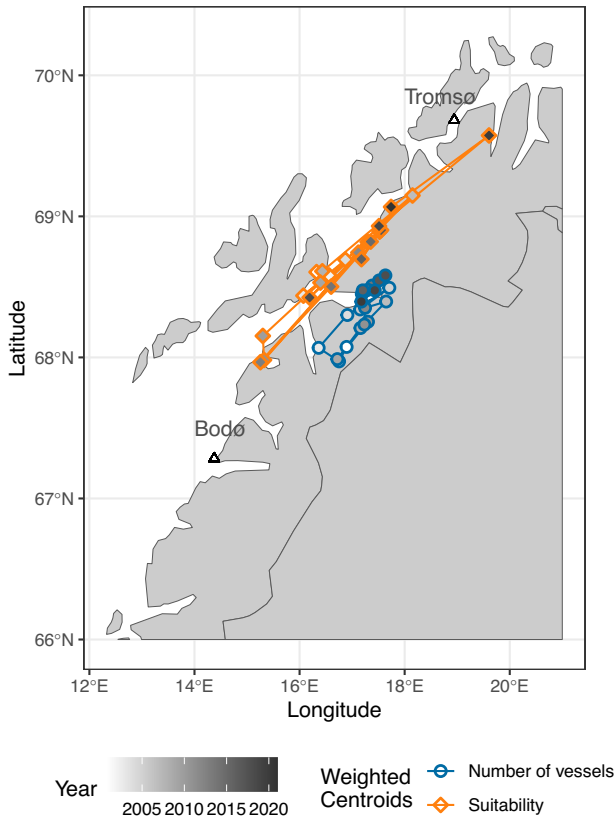 70°N
69°N
68°N
67°N
66°N
Latitude
Tromsø
Bodø
12°E 14°E 16°E 18°E 20°E
Longitude
Year
2005 2010 2015 2020
Weighted
Centroids
Number of vessels
Suitability